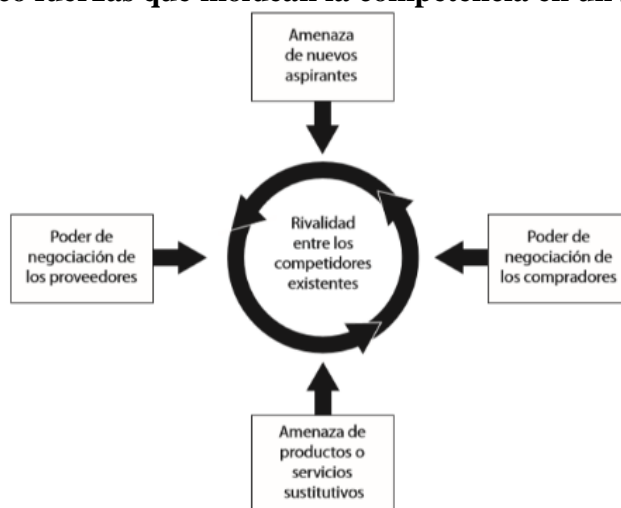 fuerzas que moldean la competencia en un
Amenaza
de nuevos
aspirantes
Poder de
negociación de
los proveedores
Rivalidad
entre los
competidores
existentes
Poder de
negociación de
los compradores
Amenaza de
productos o
servicios
sustitutivos